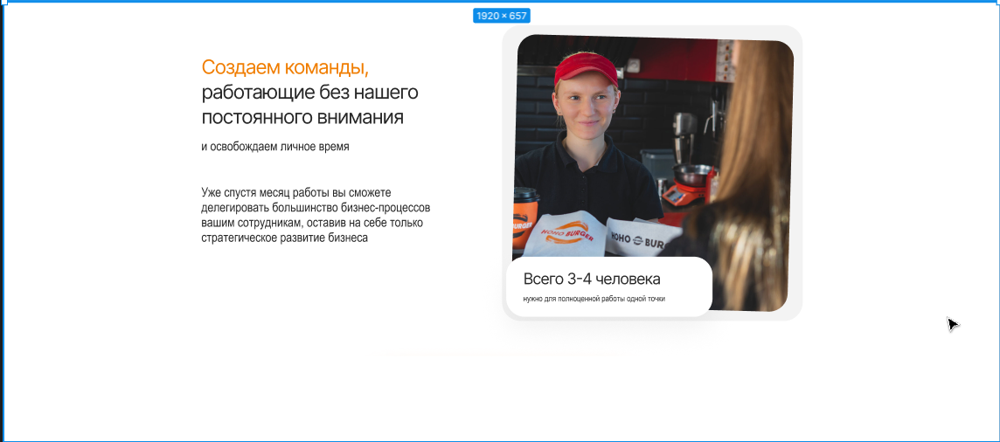 1920 × 657
Создаем команды,
работающие без нашего
постоянного внимания
и освобождаем личное время
Уже спустя месяц работы вы сможете
делегировать большинство бизнес-процессов
вашим сотрудникам, оставив на себе только
стратегическое развитие бизнеса
BURGER
HOHO BURGER
HOHO BURG
Всего 3-4 человека
нужно для полноценной работы одной точки